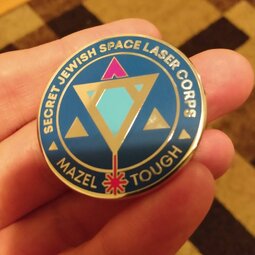 SECRET JEWISH SPACE LASER CORPS
MAZEL TOUGH